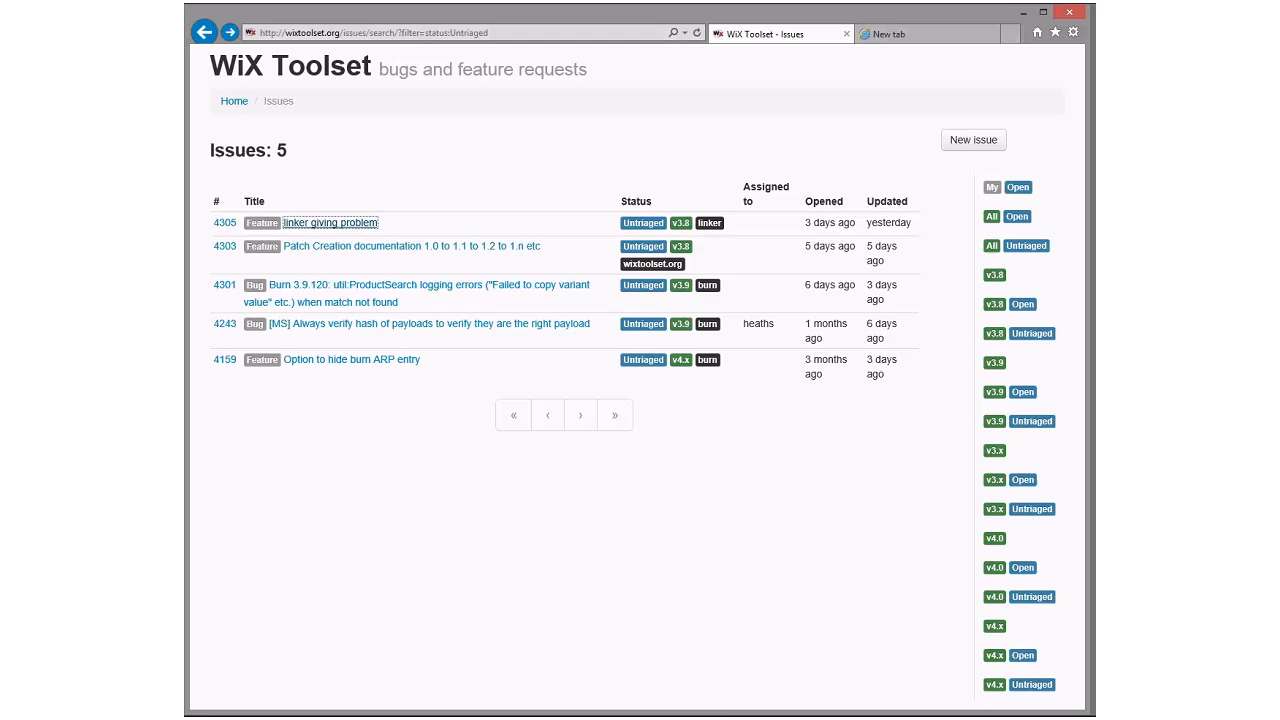 http://wixtoolset.org/issues/search/?filter=status:Untriaged
WiX Toolset - Issues
New tab
WiX Toolset bugs and feature requests
Home / Issues
Issues: 5
New issue
# Title Status Assigned to Opened Updated
4305 Feature linker giving problem Untriaged v3.8 linker 3 days ago yesterday
4303 Feature Patch Creation documentation 1.0 to 1.1 to 1.2 to 1.n etc Untriaged v3.8 5 days ago 5 days
wixtoolset.org ago
4301 Bug Burn 3.9.120: util:ProductSearch logging errors ("Failed to copy variant Untriaged v3.9 burn 6 days ago 3 days
value" etc.) when match not found ago
4243 Bug [MS] Always verify hash of payloads to verify they are the right payload Untriaged v3.9 burn heaths 1 months 6 days
ago ago
4159 Feature Option to hide burn ARP entry Untriaged v4.x burn 3 months 3 days
ago ago
« ‹ › »
My Open
All Open
All Untriaged
v3.8
v3.8 Open
v3.8 Untriaged
v3.9
v3.9 Open
v3.9 Untriaged
v3.x
v3.x Open
v3.x Untriaged
v4.0
v4.0 Open
v4.0 Untriaged
v4.x
v4.x Open
v4.x Untriaged